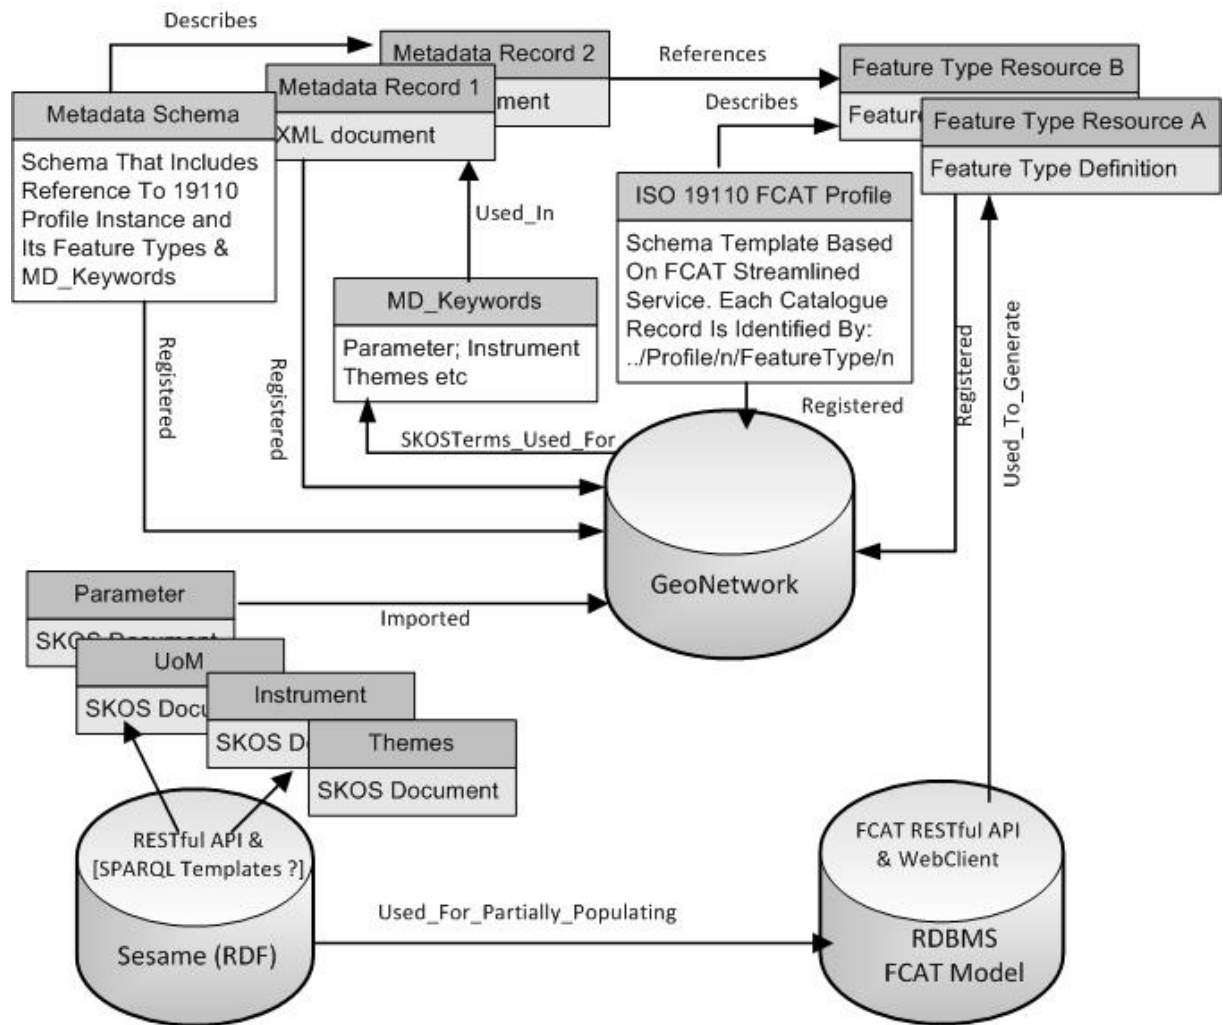 Describes
Metadata Record 2
ment
References
Metadata Record 1
XML document
Metadata Schema
Schema That Includes
Reference To 19110
Profile Instance and
Its Feature Types &
MD_Keywords
Feature Type Resource B
Feature
Describes
Feature Type Resource A
Feature Type Definition
ISO 19110 FCAT Profile
Schema Template Based
On FCAT Streamlined
Service. Each Catalogue
Record Is Identified By:
../Profile/n/FeatureType/n
Used_In
MD_Keywords
Parameter; Instrument
Themes etc
Registered
Registered
Registered
Registered
Used_To_Generate
SKOSTerms_Used_For
GeoNetwork
Parameter
SKOS Document
Imported
UoM
SKOS Docu
Instrument
SKOS D
Themes
SKOS Document
RESTful API &
[SPARQL Templates ?]
Sesame (RDF)
Used_For_Partially_Populating
FCAT RESTful API
& WebClient
RDBMS
FCAT Model